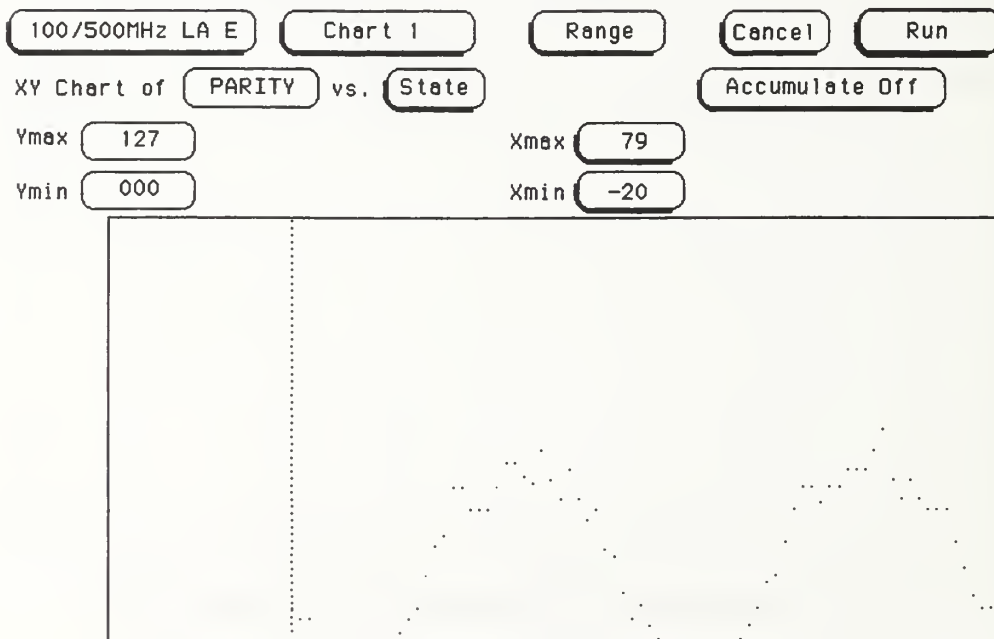 100/500MHz LA E Chart 1 Range Cancel Run
XY Chart of PARITY vs. State Accumulate Off
Ymax 127 Xmax 79
Ymin 000 Xmin -20